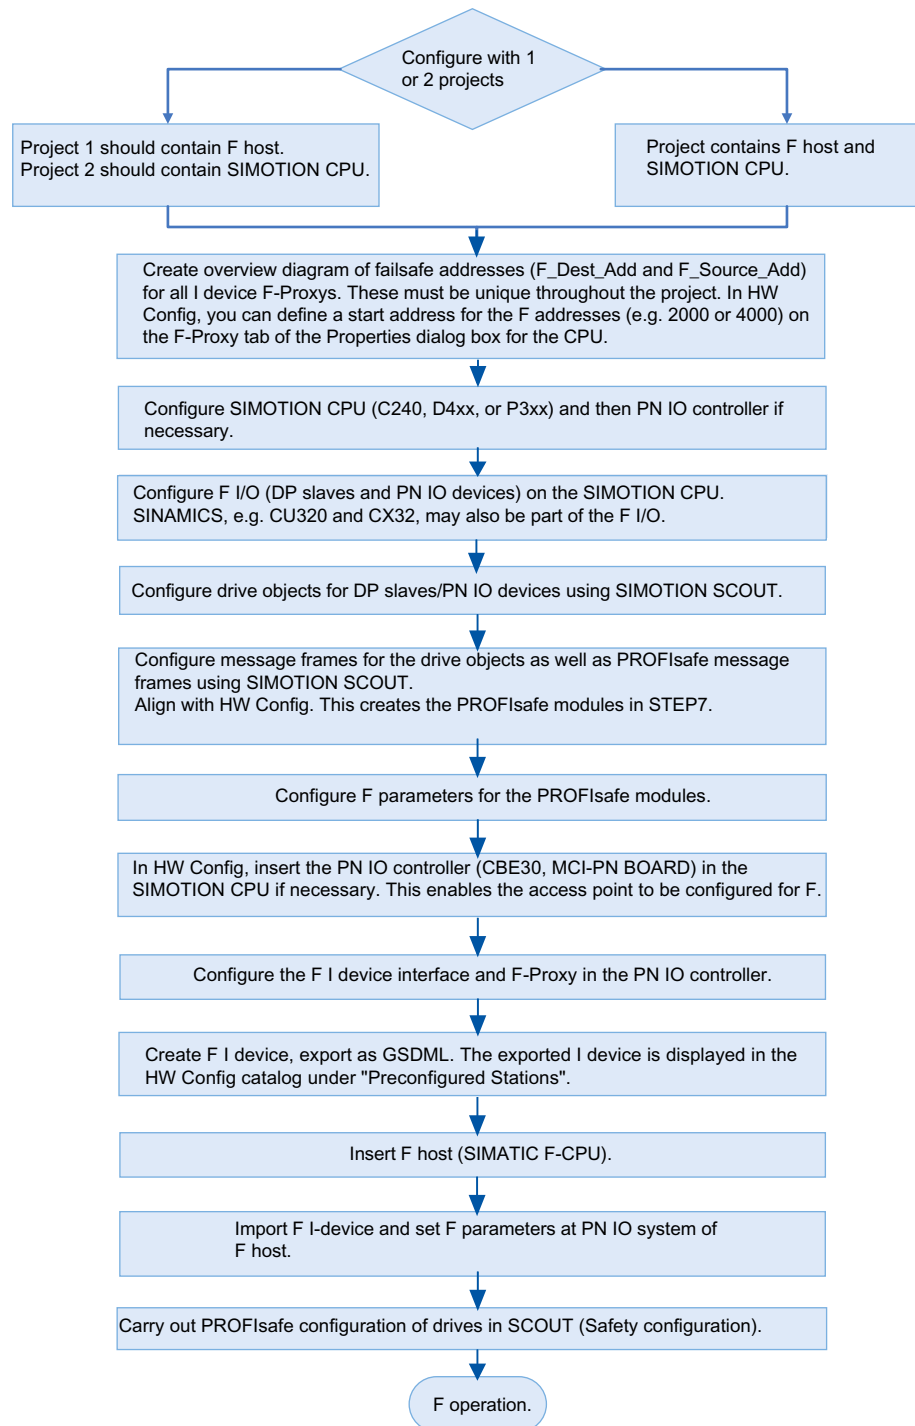 Configure with 1
or 2 projects
Project 1 should contain F host.
Project 2 should contain SIMOTION CPU.
Project contains F host and
SIMOTION CPU.
Create overview diagram of failsafe addresses (F_Dest_Add and F_Source_Add)
for all I device F-Proxys. These must be unique throughout the project. In HW
Config, you can define a start address for the F addresses (e.g. 2000 or 4000) on
the F-Proxy tab of the Properties dialog box for the CPU.
Configure SIMOTION CPU (C240, D4xx, or P3xx) and then PN IO controller if
necessary.
Configure F I/O (DP slaves and PN IO devices) on the SIMOTION CPU.
SINAMICS, e.g. CU320 and CX32, may also be part of the F I/O.
Configure drive objects for DP slaves/PN IO devices using SIMOTION SCOUT.
Configure message frames for the drive objects as well as PROFIsafe message
frames using SIMOTION SCOUT.
Align with HW Config. This creates the PROFIsafe modules in STEP7.
Configure F parameters for the PROFIsafe modules.
In HW Config, insert the PN IO controller (CBE30, MCI-PN BOARD) in the
SIMOTION CPU if necessary. This enables the access point to be configured for F.
Configure the F I device interface and F-Proxy in the PN IO controller.
Create F I device, export as GSDML. The exported I device is displayed in the
HW Config catalog under "Preconfigured Stations".
Insert F host (SIMATIC F-CPU).
Import F I-device and set F parameters at PN IO system of
F host.
Carry out PROFIsafe configuration of drives in SCOUT (Safety configuration).
F operation.